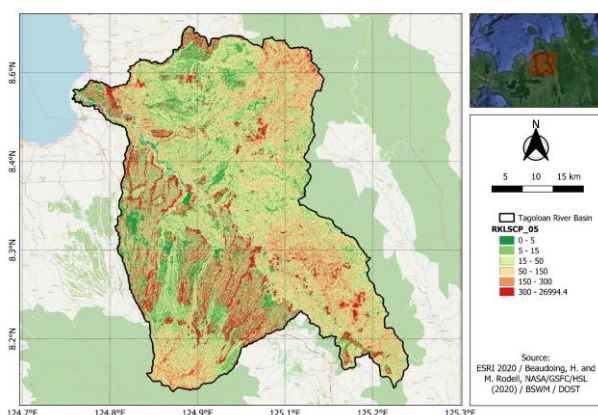 8.6°N
8.4°N
8.3°N
8.2°N
124.7°E
124.8°E
124.9°E
125.1°E
125.2°E
125.3°E
N
5 10 15 km
Tagoloan River Basin
RKLSCP_05
0 - 5
5 - 15
15 - 50
50 - 150
150 - 300
300 - 26994.4
Source:
ESRI 2020 / Beaudoing, H. and
M. Rodell, NASA/GSFC/HSL
(2020) / BSWM / DOST